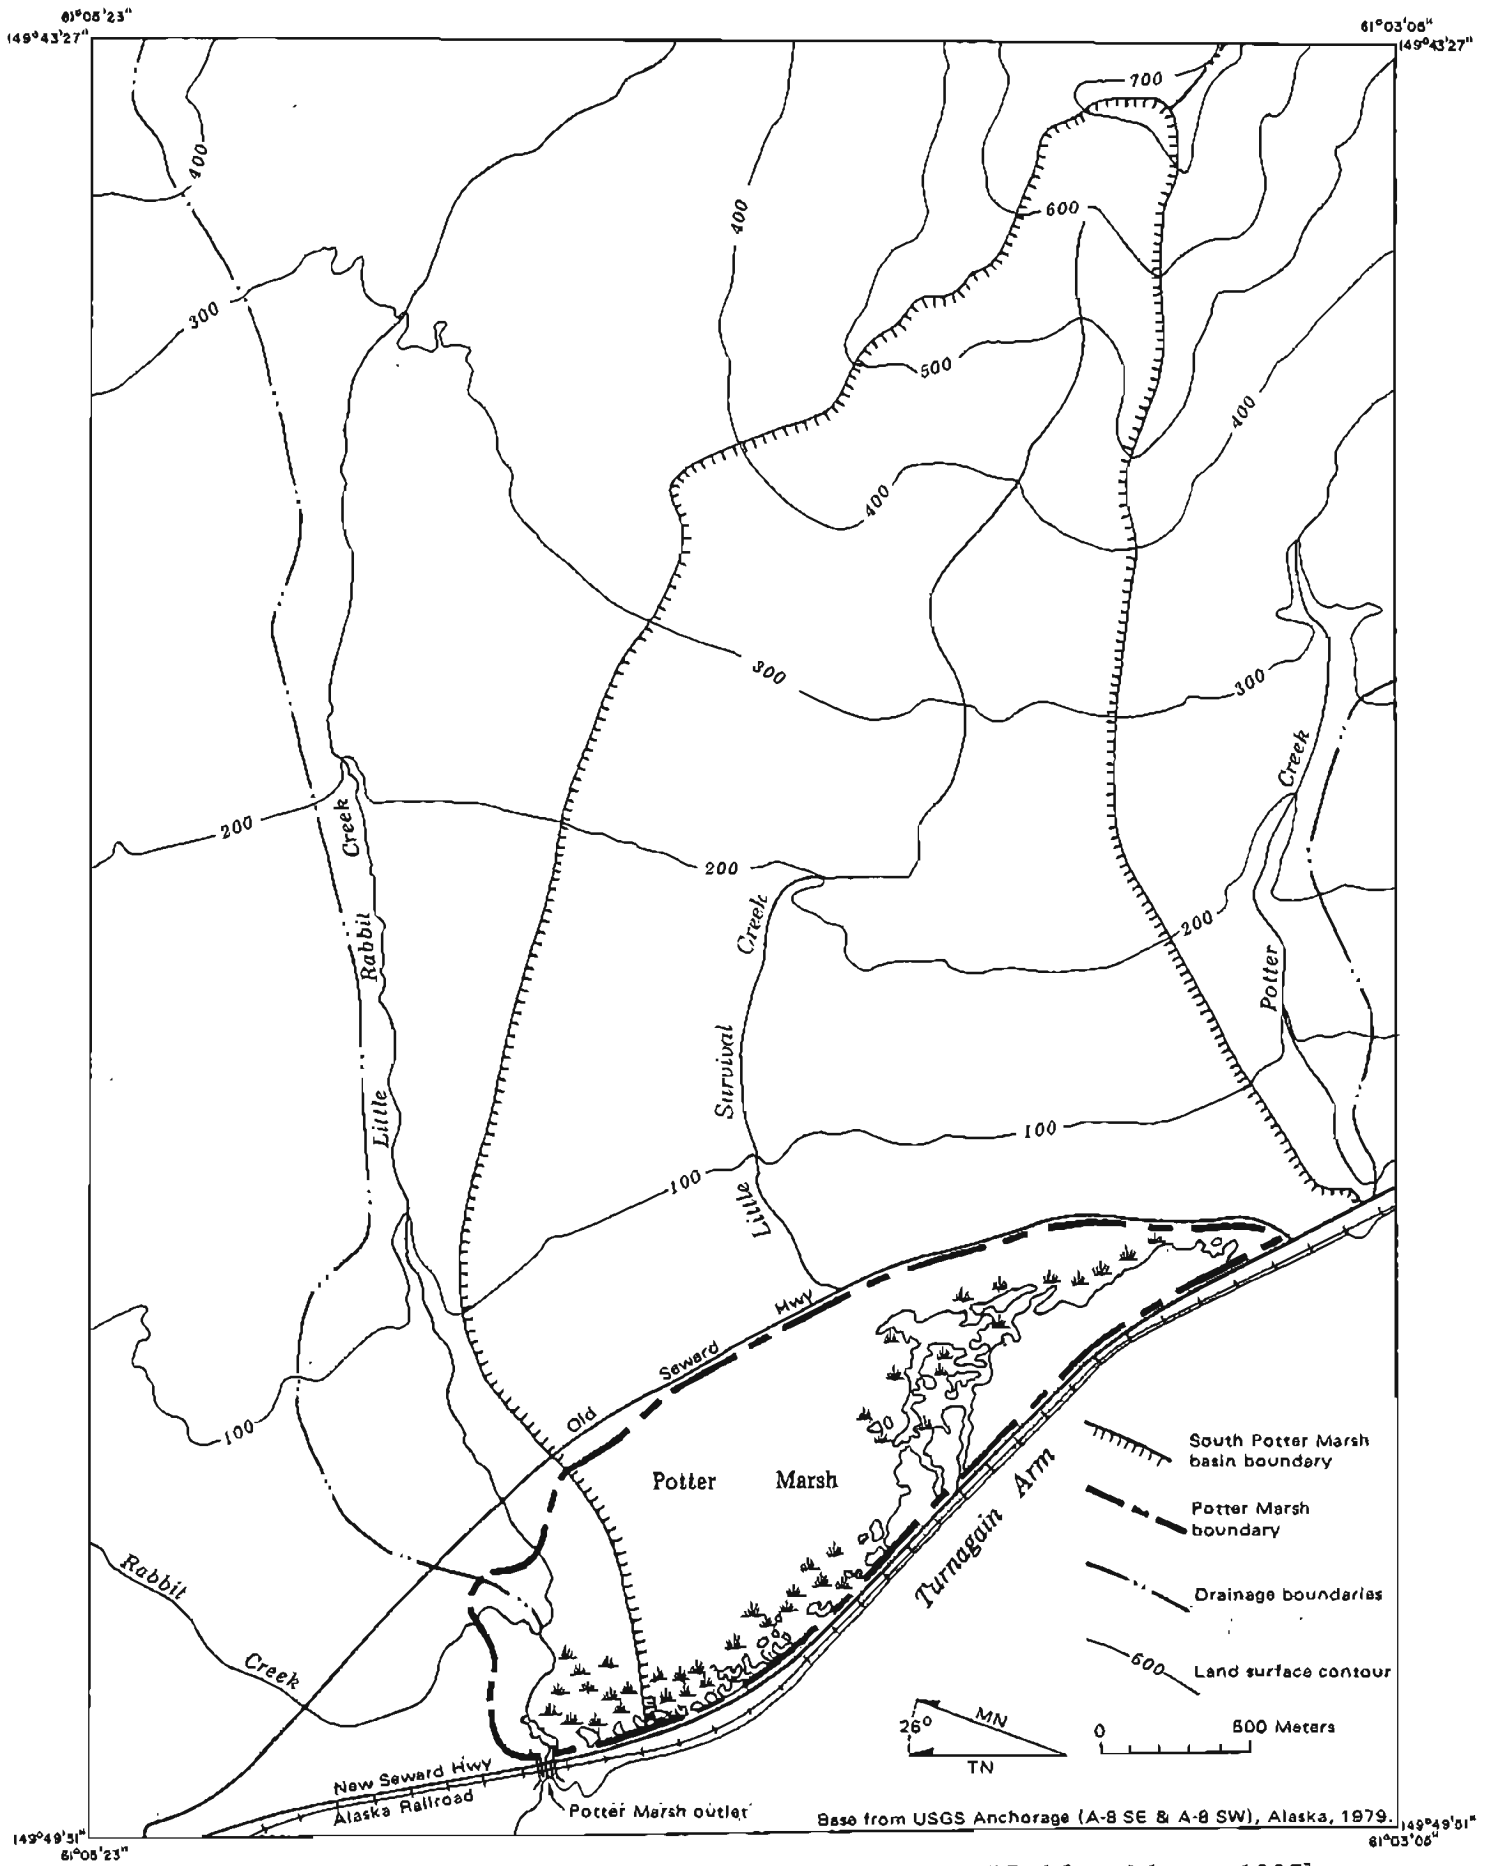 61°05'23"
149°43'27"
61°03'05"
149°43'27"
700
400
600
400
300
500
400
400
300
300
200
Creek
200
Creek
Creek
200
Rabbit
Potter
Survival
Little
100
100
Little
Hwy
Seward
Old
100
Potter Marsh
Turnagain Arm
South Potter Marsh
basin boundary
Potter Marsh
boundary
Drainage boundaries
600
Land surface contour
Rabbit
Creek
26°
MN
TN
0
500 Meters
New Seward Hwy
Alaska Railroad
Potter Marsh outlet
Base from USGS Anchorage (A-8 SE & A-8 SW), Alaska, 1979.
149°49'51"
61°05'23"
149°49'51"
61°03'05"